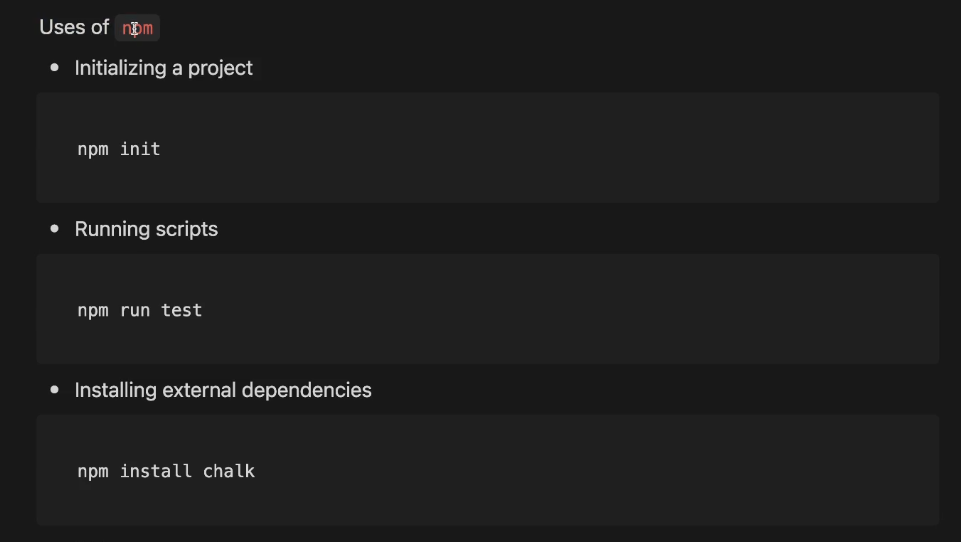 Uses of npm
• Initializing a project
npm init
• Running scripts
npm run test
• Installing external dependencies
npm install chalk